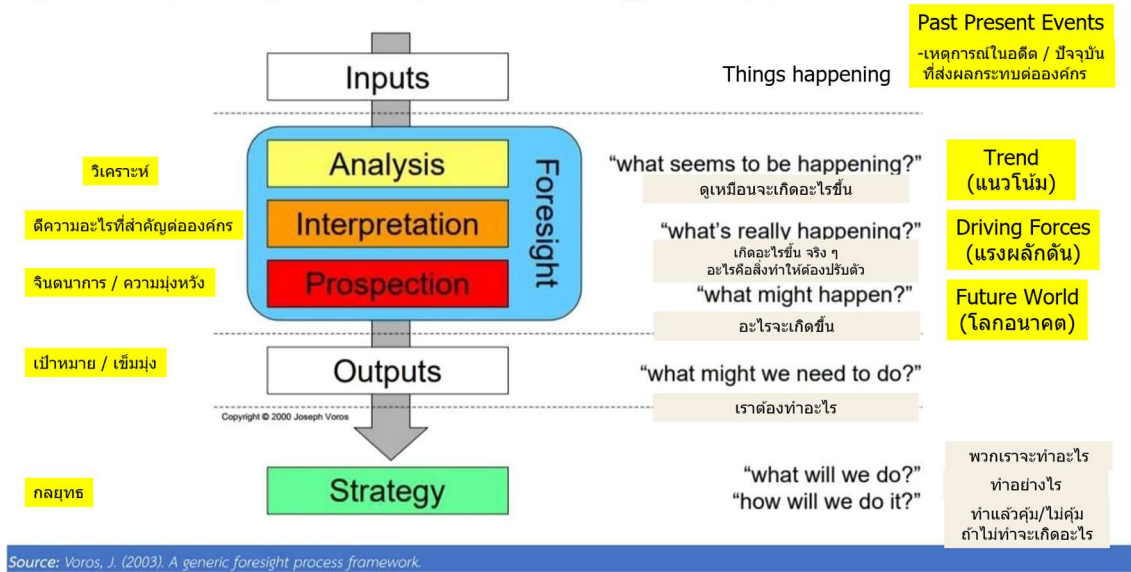 Past Present Events
-เหตุการณ์ในอดีต / ปัจจุบัน
ที่ส่งผลกระทบต่อองค์กร
Inputs
Things happening
วิเคราะห์
Analysis
"what seems to be happening?"
ดูเหมือนจะเกิดอะไรขึ้น
Trend
(แนวโน้ม)
Foresight
ตีความอะไรที่สำคัญต่อองค์กร
Interpretation
"what's really happening?"
เกิดอะไรขึ้น จริง ๆ
อะไรคือสิ่งทำให้ต้องปรับตัว
Driving Forces
(แรงผลักดัน)
จินตนาการ / ความมุ่งหวัง
Prospection
"what might happen?"
อะไรจะเกิดขึ้น
Future World
(โลกอนาคต)
เป้าหมาย / เข็มมุ่ง
Outputs
"what might we need to do?"
เราต้องทำอะไร
Copyright © 2000 Joseph Voros
กลยุทธ
Strategy
"what will we do?"
"how will we do it?"
พวกเราจะทำอะไร
ทำอย่างไร
ทำแล้วคุ้ม/ไม่คุ้ม
ถ้าไม่ทำจะเกิดอะไร
Source: Voros, J. (2003). A generic foresight process framework.